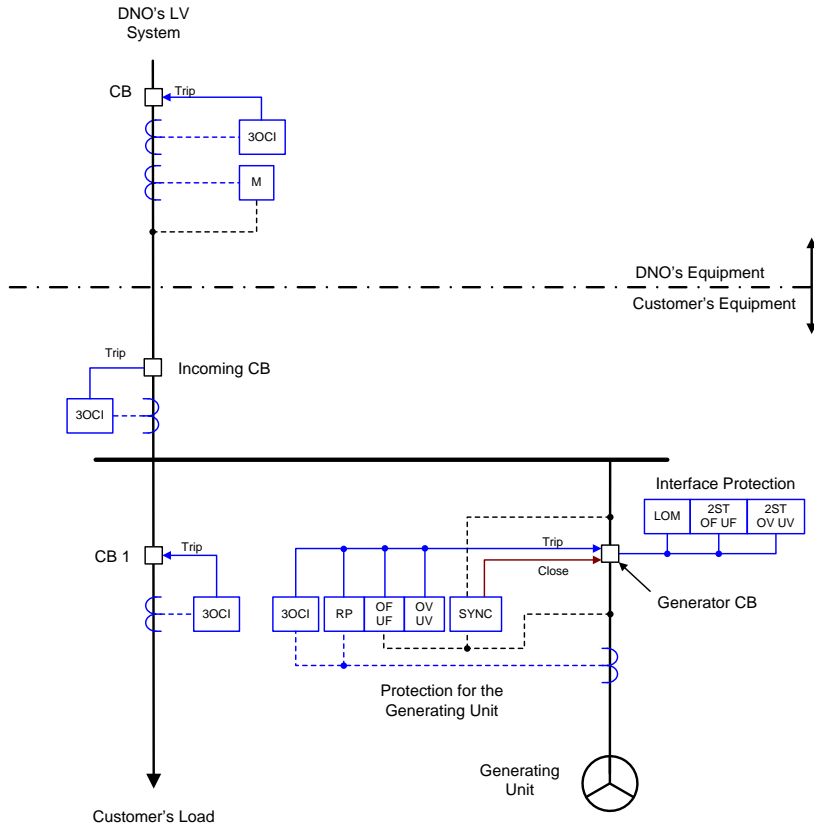 DNO's LV
System
CB
Trip
3OCI
M
DNO's Equipment
Customer's Equipment
Trip
Incoming CB
3OCI
Interface Protection
LOM
2ST
OF UF
2ST
OV UV
CB 1
Trip
Trip
Close
3OCI
3OCI
RP
OF
UF
OV
UV
SYNC
Generator CB
Protection for the
Generating Unit
Generating
Unit
Customer's Load